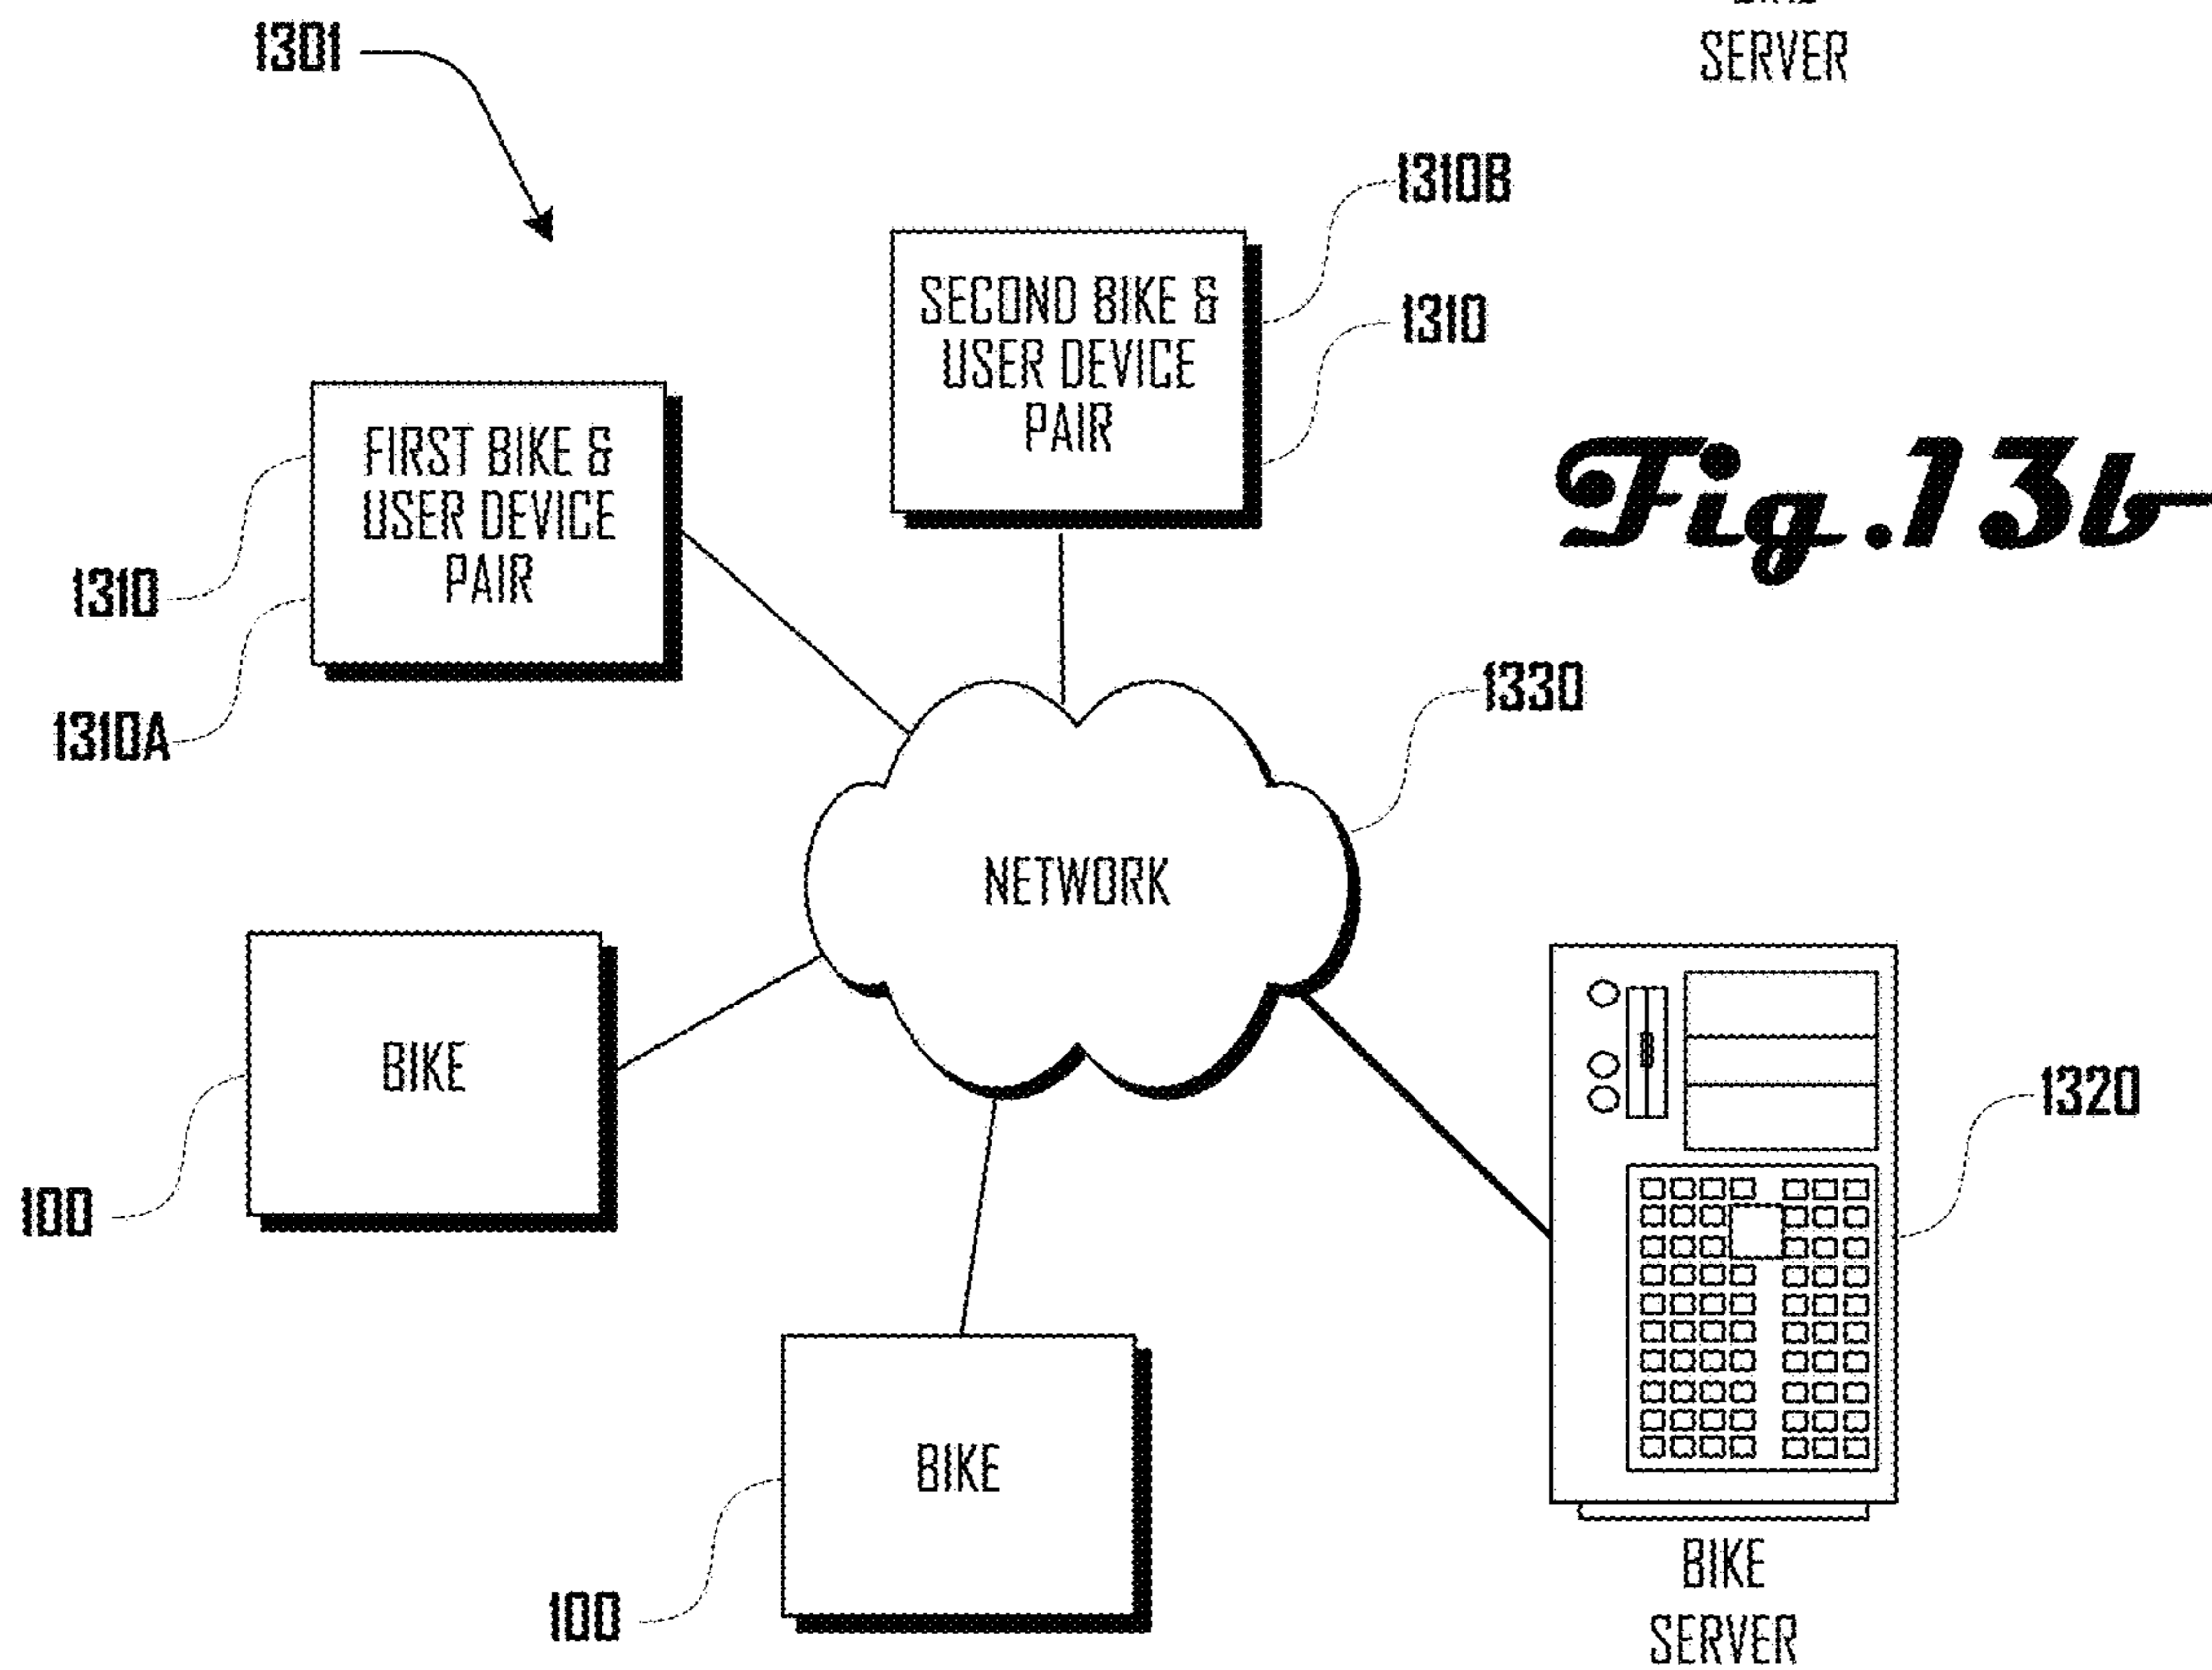 SERVER
1301
1310B
SECOND BIKE &
USER DEVICE
PAIR
1310
FIRST BIKE &
USER DEVICE
PAIR
Fig.13b
1310
1310A
1330
NETWORK
BIKE
1320
100
BIKE
100
BIKE
SERVER